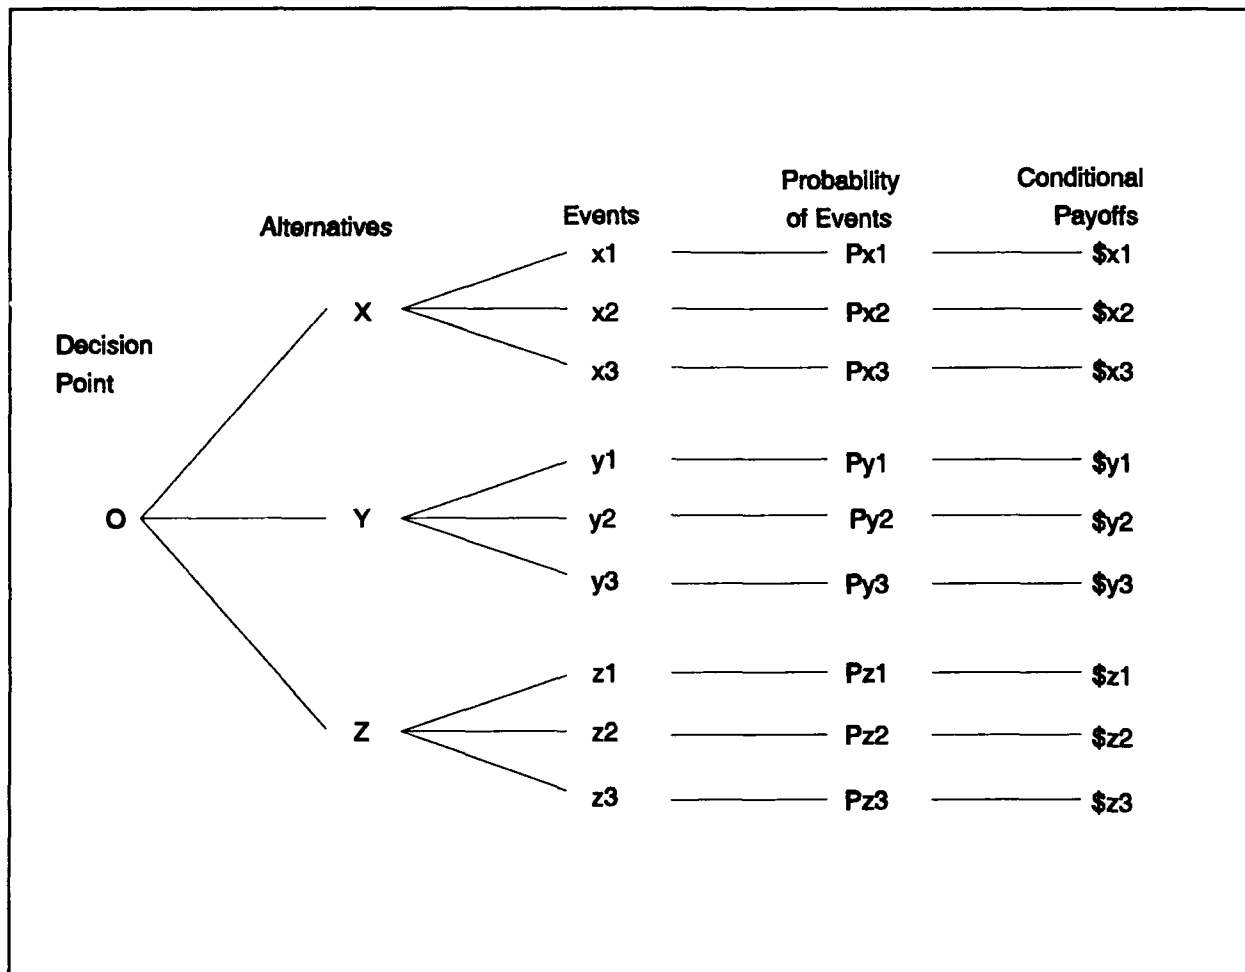 Probability
of Events
Conditional
Payoffs
Events
Alternatives
x1 Px1 $x1
X x2 Px2 $x2
x3 Px3 $x3
Decision
Point
y1 Py1 $y1
O Y y2 Py2 $y2
y3 Py3 $y3
z1 Pz1 $z1
Z z2 Pz2 $z2
z3 Pz3 $z3